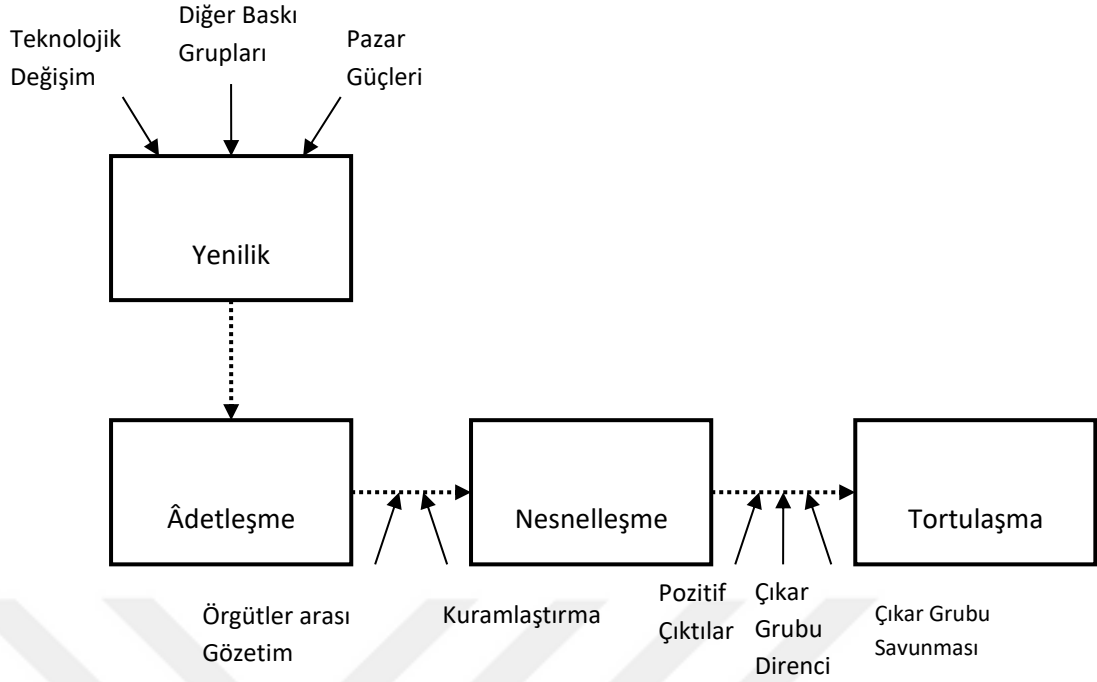 Teknolojik
Değişim
Diğer Baskı
Grupları
Pazar
Güçleri
Yenilik
Âdetleşme
Nesnelleşme
Tortulaşma
Örgütler arası
Gözetim
Kuramlaştırma
Pozitif
Çıktılar
Çıkar
Grubu
Direnci
Çıkar Grubu
Savunması